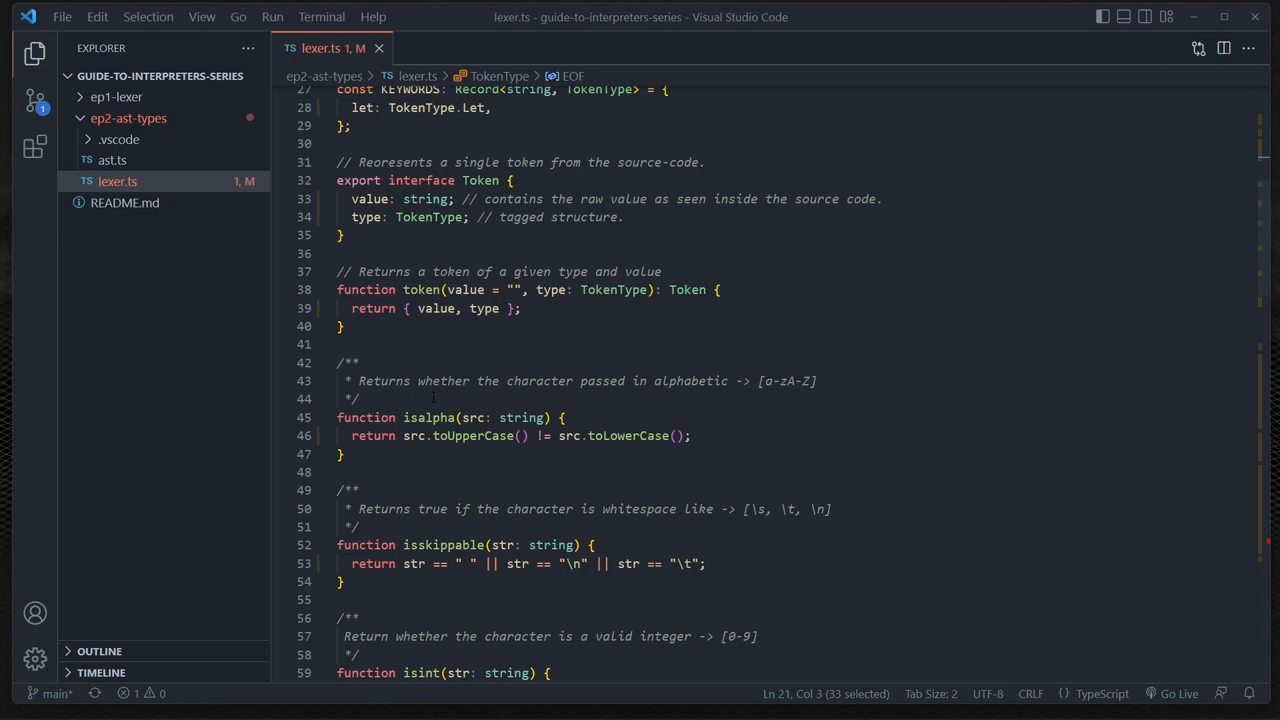 File Edit Selection View Go Run Terminal Help lexer.ts - guide-to-interpreters-series - Visual Studio Code
EXPLORER
GUIDE-TO-INTERPRETERS-SERIES
ep1-lexer
ep2-ast-types
.vscode
TS ast.ts
TS lexer.ts 1, M
README.md
OUTLINE
TIMELINE
TS lexer.ts 1, M
ep2-ast-types > TS lexer.ts > TokenType > EOF
27 const KEYWORDS: Record<string, TokenType> = {
28 let: TokenType.Let,
29 };
30
31 // Reoresents a single token from the source-code.
32 export interface Token {
33 value: string; // contains the raw value as seen inside the source code.
34 type: TokenType; // tagged structure.
35 }
36
37 // Returns a token of a given type and value
38 function token(value = "", type: TokenType): Token {
39 return { value, type };
40 }
41
42 /**
43 * Returns whether the character passed in alphabetic -> [a-zA-Z]
44 */
45 function isalpha(src: string) {
46 return src.toUpperCase() != src.toLowerCase();
47 }
48
49 /**
50 * Returns true if the character is whitespace like -> [\s, \t, \n]
51 */
52 function isskippable(str: string) {
53 return str == " " || str == "\n" || str == "\t";
54 }
55
56 /**
57 Return whether the character is a valid integer -> [0-9]
58 */
59 function isint(str: string) {
main* 1 0 Ln 21, Col 3 (33 selected) Tab Size: 2 UTF-8 CRLF { } TypeScript Go Live